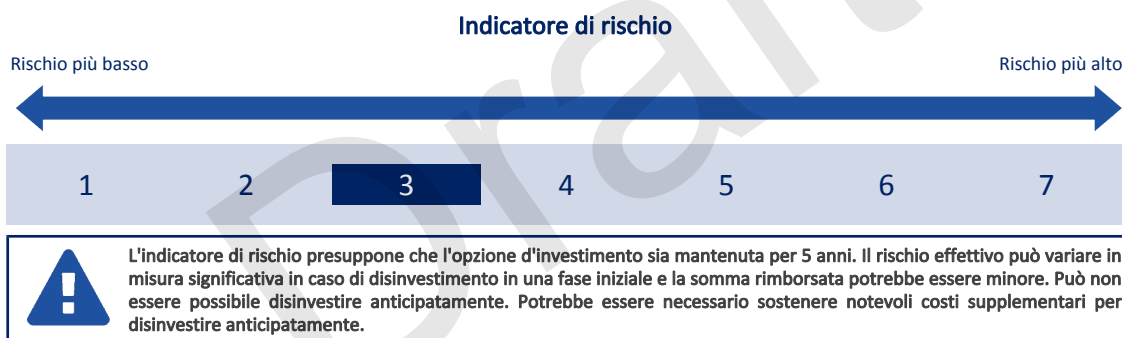 Indicatore di rischio
Rischio più basso Rischio più alto
1 2 3 4 5 6 7
L'indicatore di rischio presuppone che l'opzione d'investimento sia mantenuta per 5 anni. Il rischio effettivo può variare in
misura significativa in caso di disinvestimento in una fase iniziale e la somma rimborsata potrebbe essere minore. Può non
essere possibile disinvestire anticipatamente. Potrebbe essere necessario sostenere notevoli costi supplementari per
disinvestire anticipatamente.
Draft